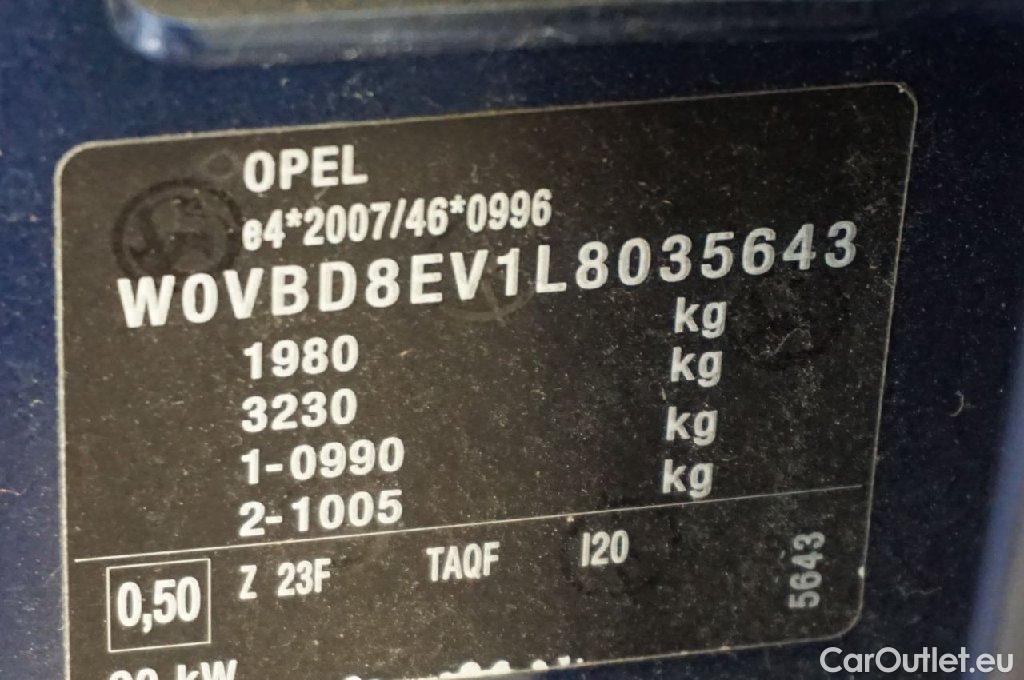 OPEL
e4*2007/46*0996
W0VBD8EV1L8035643
1980 kg
3230 kg
1-0990 kg
2-1005 kg
0,50 Z 23F TAQF I20 5643
kW
CarOutlet.eu